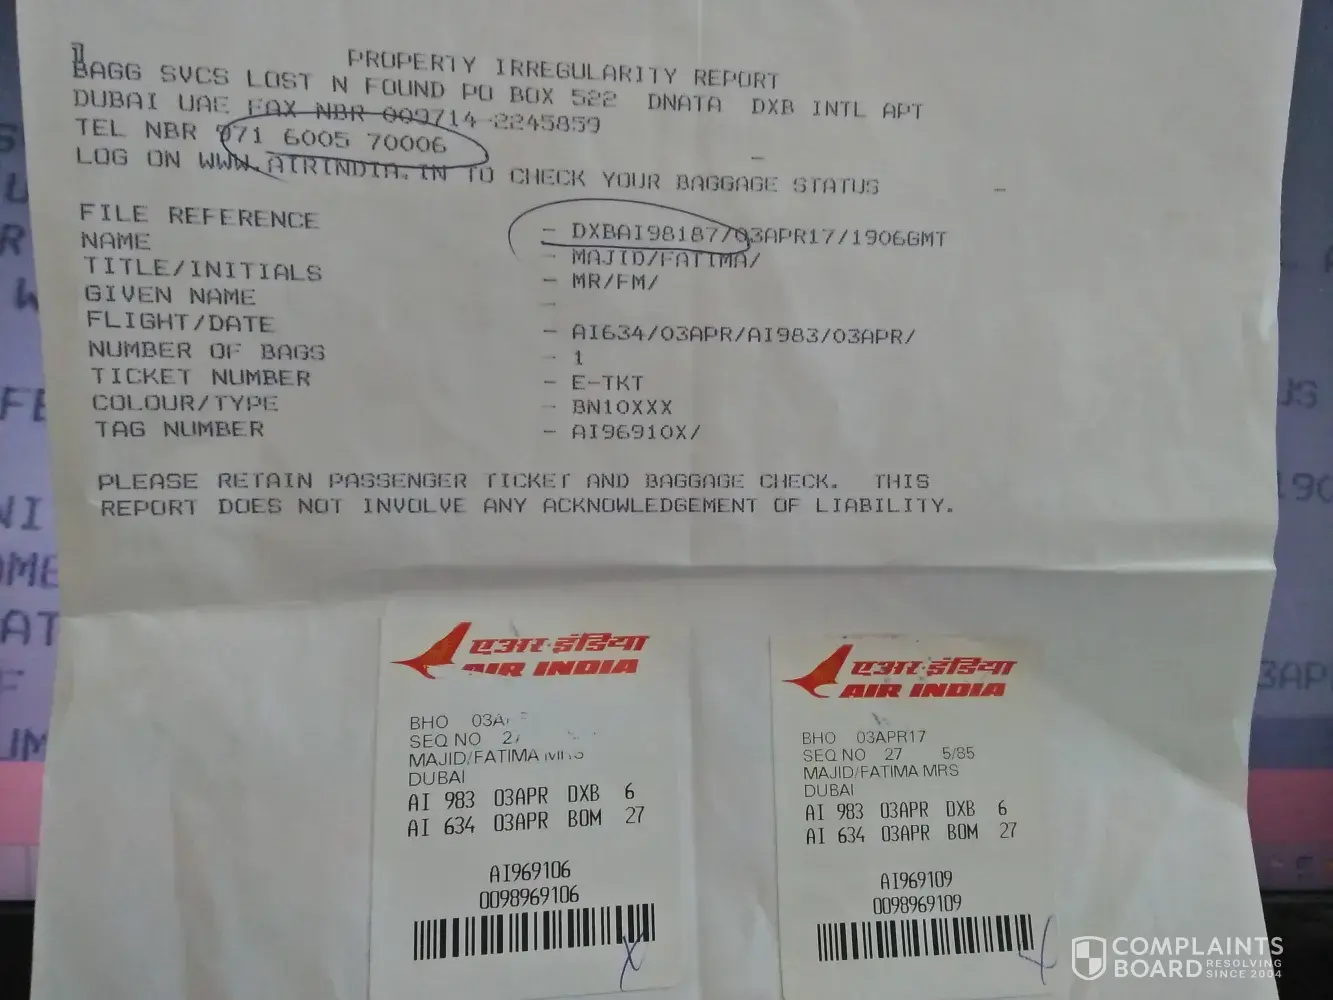 PROPERTY IRREGULARITY REPORT
BAGG SVCS LOST N FOUND PO BOX 522 DNATA DXB INTL APT
DUBAI UAE FAX NBR 009714-2245859
TEL NBR 971 6005 70006
LOG ON WWW.AIRINDIA.IN TO CHECK YOUR BAGGAGE STATUS
FILE REFERENCE - DXBAI98187/03APR17/1906GMT
NAME - MAJID/FATIMA/
TITLE/INITIALS - MR/FM/
GIVEN NAME -
FLIGHT/DATE - AI634/03APR/AI983/03APR/
NUMBER OF BAGS - 1
TICKET NUMBER - E-TKT
COLOUR/TYPE - BN10XXX
TAG NUMBER - AI96910X/
PLEASE RETAIN PASSENGER TICKET AND BAGGAGE CHECK. THIS
REPORT DOES NOT INVOLVE ANY ACKNOWLEDGEMENT OF LIABILITY.
एअर इंडिया
AIR INDIA
BHO
SEQ NO
MAJID/FATIMA
DUBAI
AI 983 03APR DXB 6
AI 634 03APR BOM 27
AI969106
0098969106
एअर इंडिया
AIR INDIA
BHO 03APR17
SEQ NO 27 5/85
MAJID/FATIMA MRS
DUBAI
AI 983 03APR DXB 6
AI 634 03APR BOM 27
AI969109
0098969109
COMPLAINTS
BOARD RESOLVING
SINCE 2004